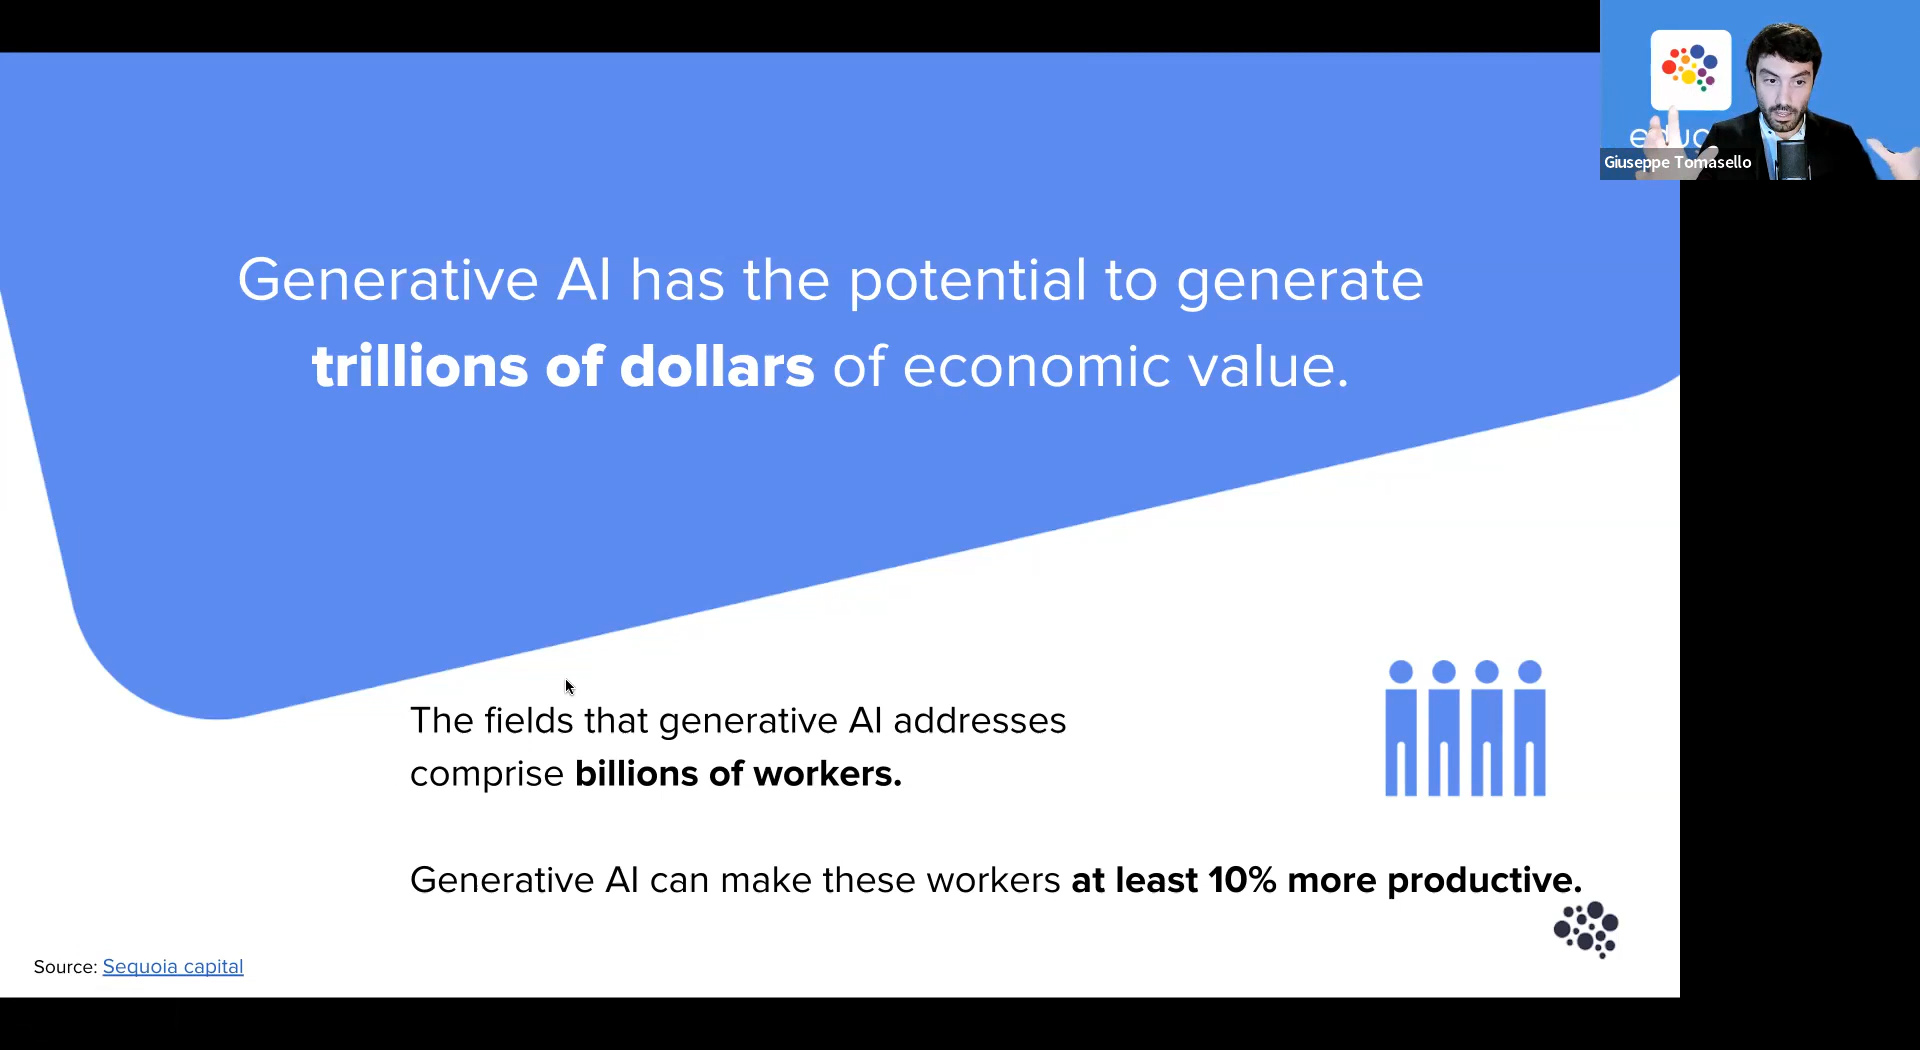 Generative AI has the potential to generate
trillions of dollars of economic value.
Giuseppe Tomasello
The fields that generative AI addresses
comprise billions of workers.
Generative AI can make these workers at least 10% more productive.
Source: Sequoia capital